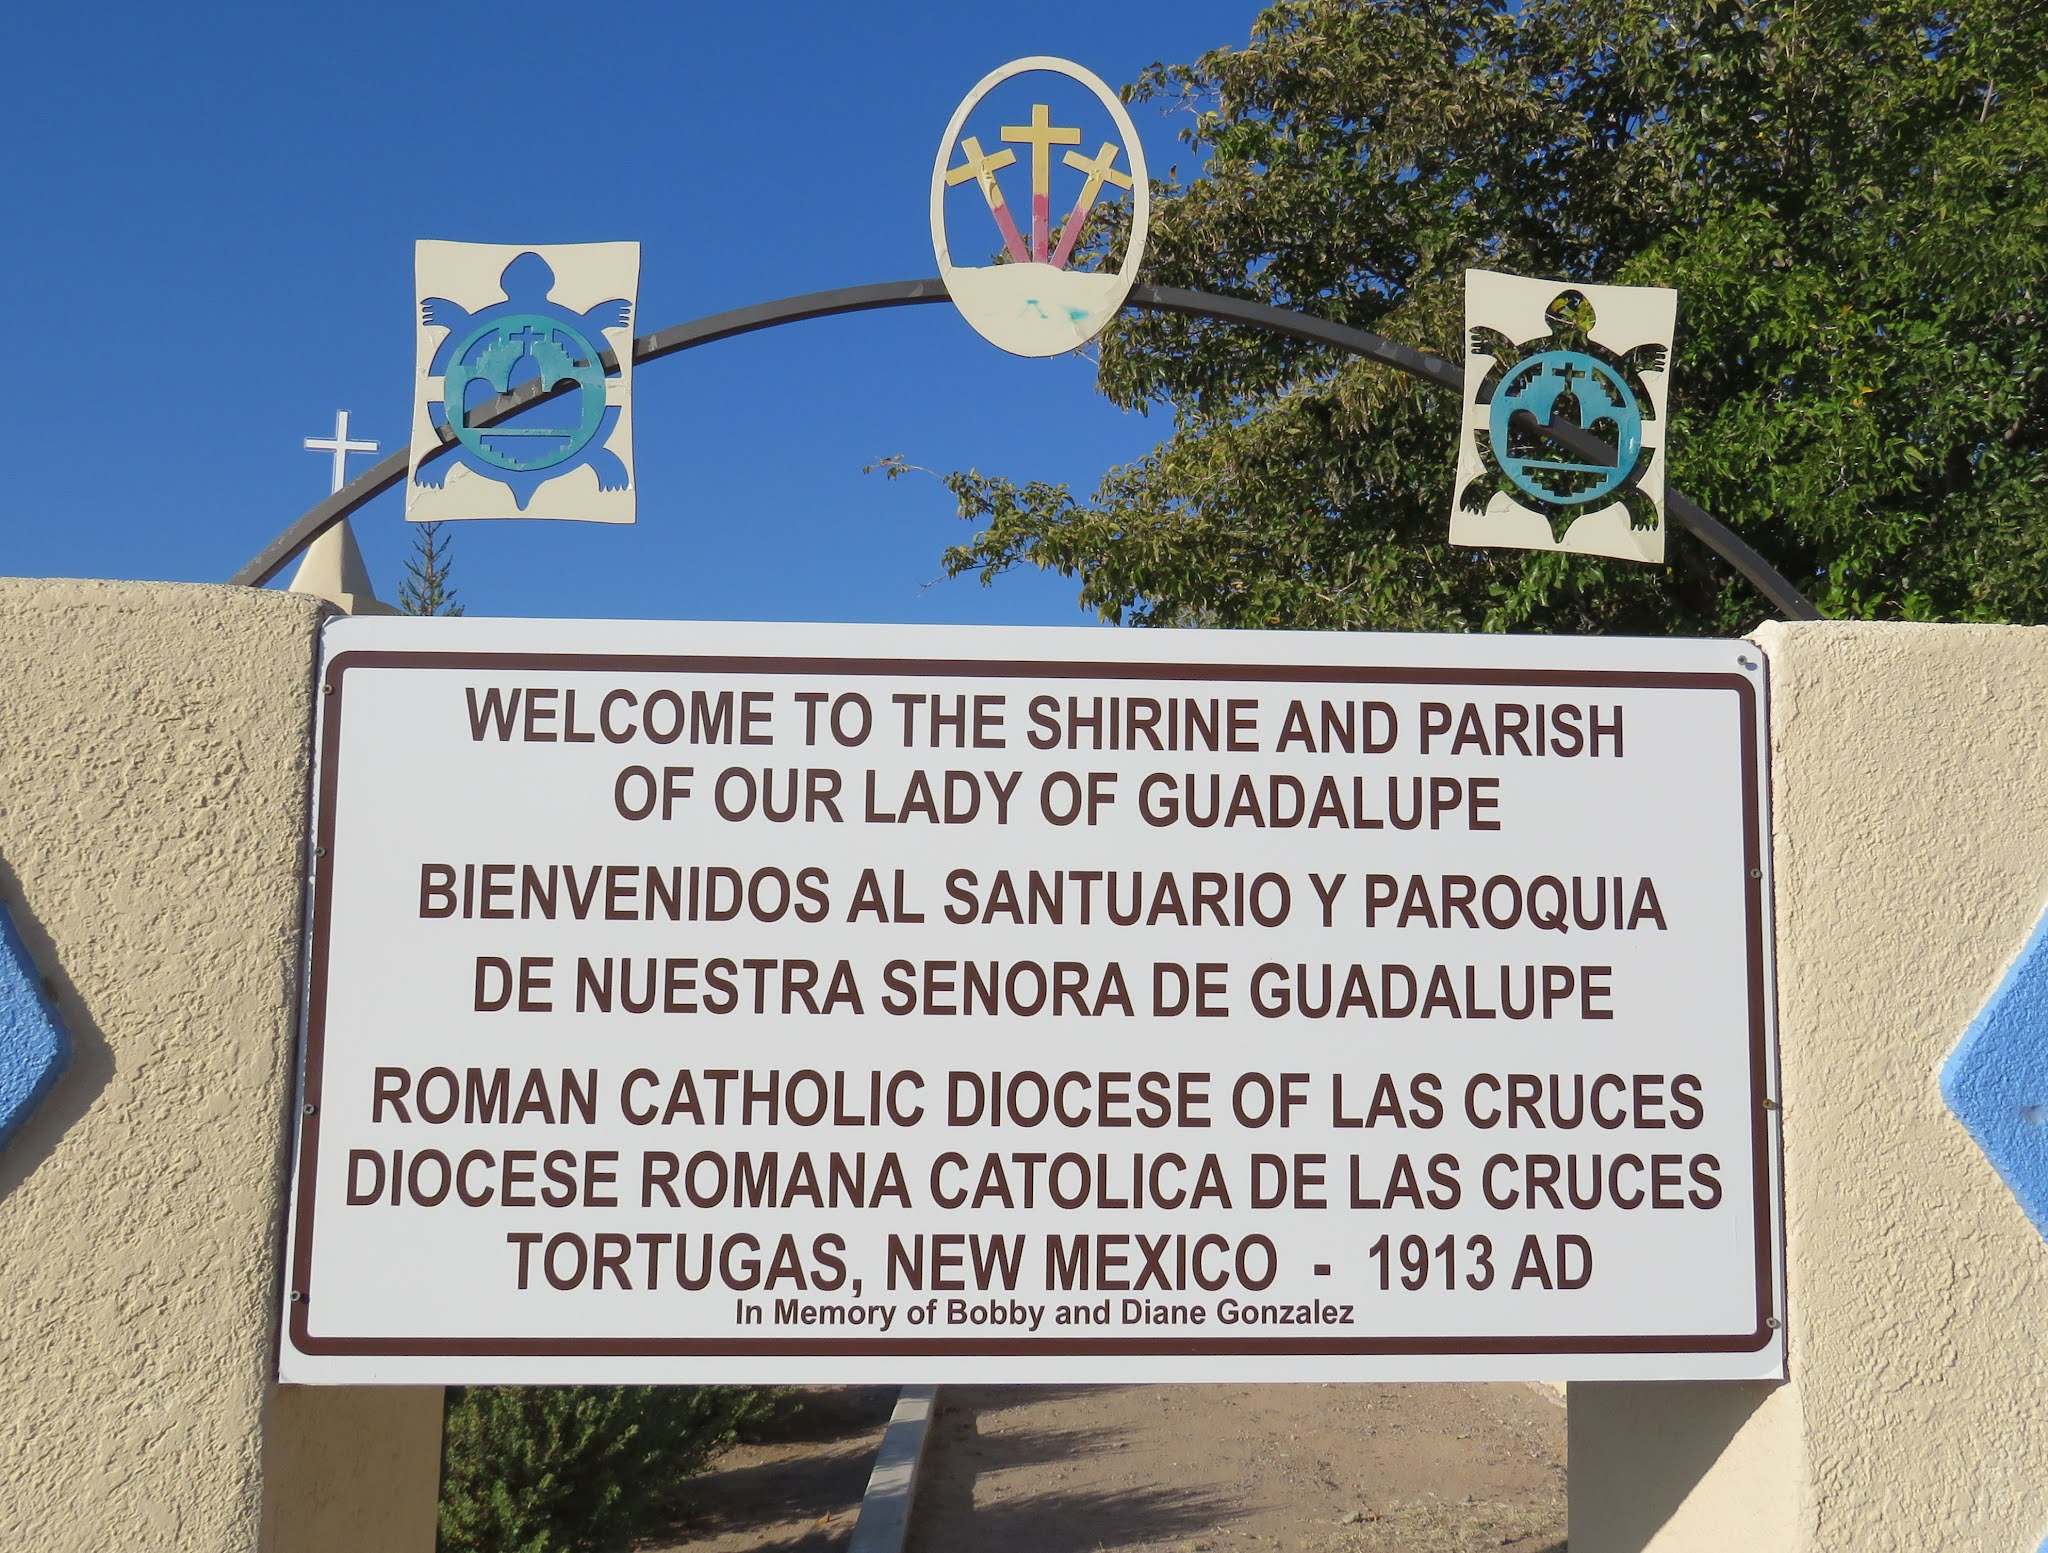 WELCOME TO THE SHIRINE AND PARISH
OF OUR LADY OF GUADALUPE
BIENVENIDOS AL SANTUARIO Y PAROQUIA
DE NUESTRA SENORA DE GUADALUPE
ROMAN CATHOLIC DIOCESE OF LAS CRUCES
DIOCESE ROMANA CATOLICA DE LAS CRUCES
TORTUGAS, NEW MEXICO - 1913 AD
In Memory of Bobby and Diane Gonzalez